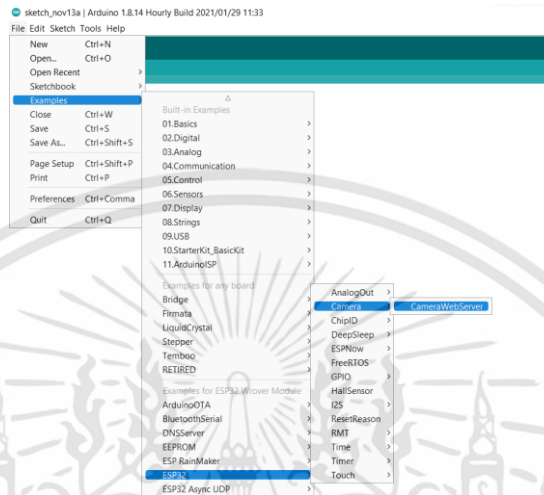 sketch_nov13a | Arduino 1.8.14 Hourly Build 2021/01/29 11:33
File Edit Sketch Tools Help
New Ctrl+N
Open... Ctrl+O
Open Recent
Sketchbook
Examples
Close Ctrl+W
Save Ctrl+S
Save As... Ctrl+Shift+S
Page Setup Ctrl+Shift+P
Print Ctrl+P
Preferences Ctrl+Comma
Quit Ctrl+Q
Built-in Examples
01.Basics
02.Digital
03.Analog
04.Communication
05.Control
06.Sensors
07.Display
08.Strings
09.USB
10.StarterKit_BasicKit
11.ArduinoISP
Examples for any board
Bridge
Firmata
LiquidCrystal
Stepper
Temboo
RETIRED
Examples for ESP32 Wrover Module
ArduinoOTA
BluetoothSerial
DNSServer
EEPROM
ESP RainMaker
ESP32
ESP32 Async UDP
AnalogOut
Camera
ChipID
DeepSleep
ESPNow
FreeRTOS
GPIO
HallSensor
I2S
ResetReason
RMT
Time
Timer
Touch
CameraWebServer